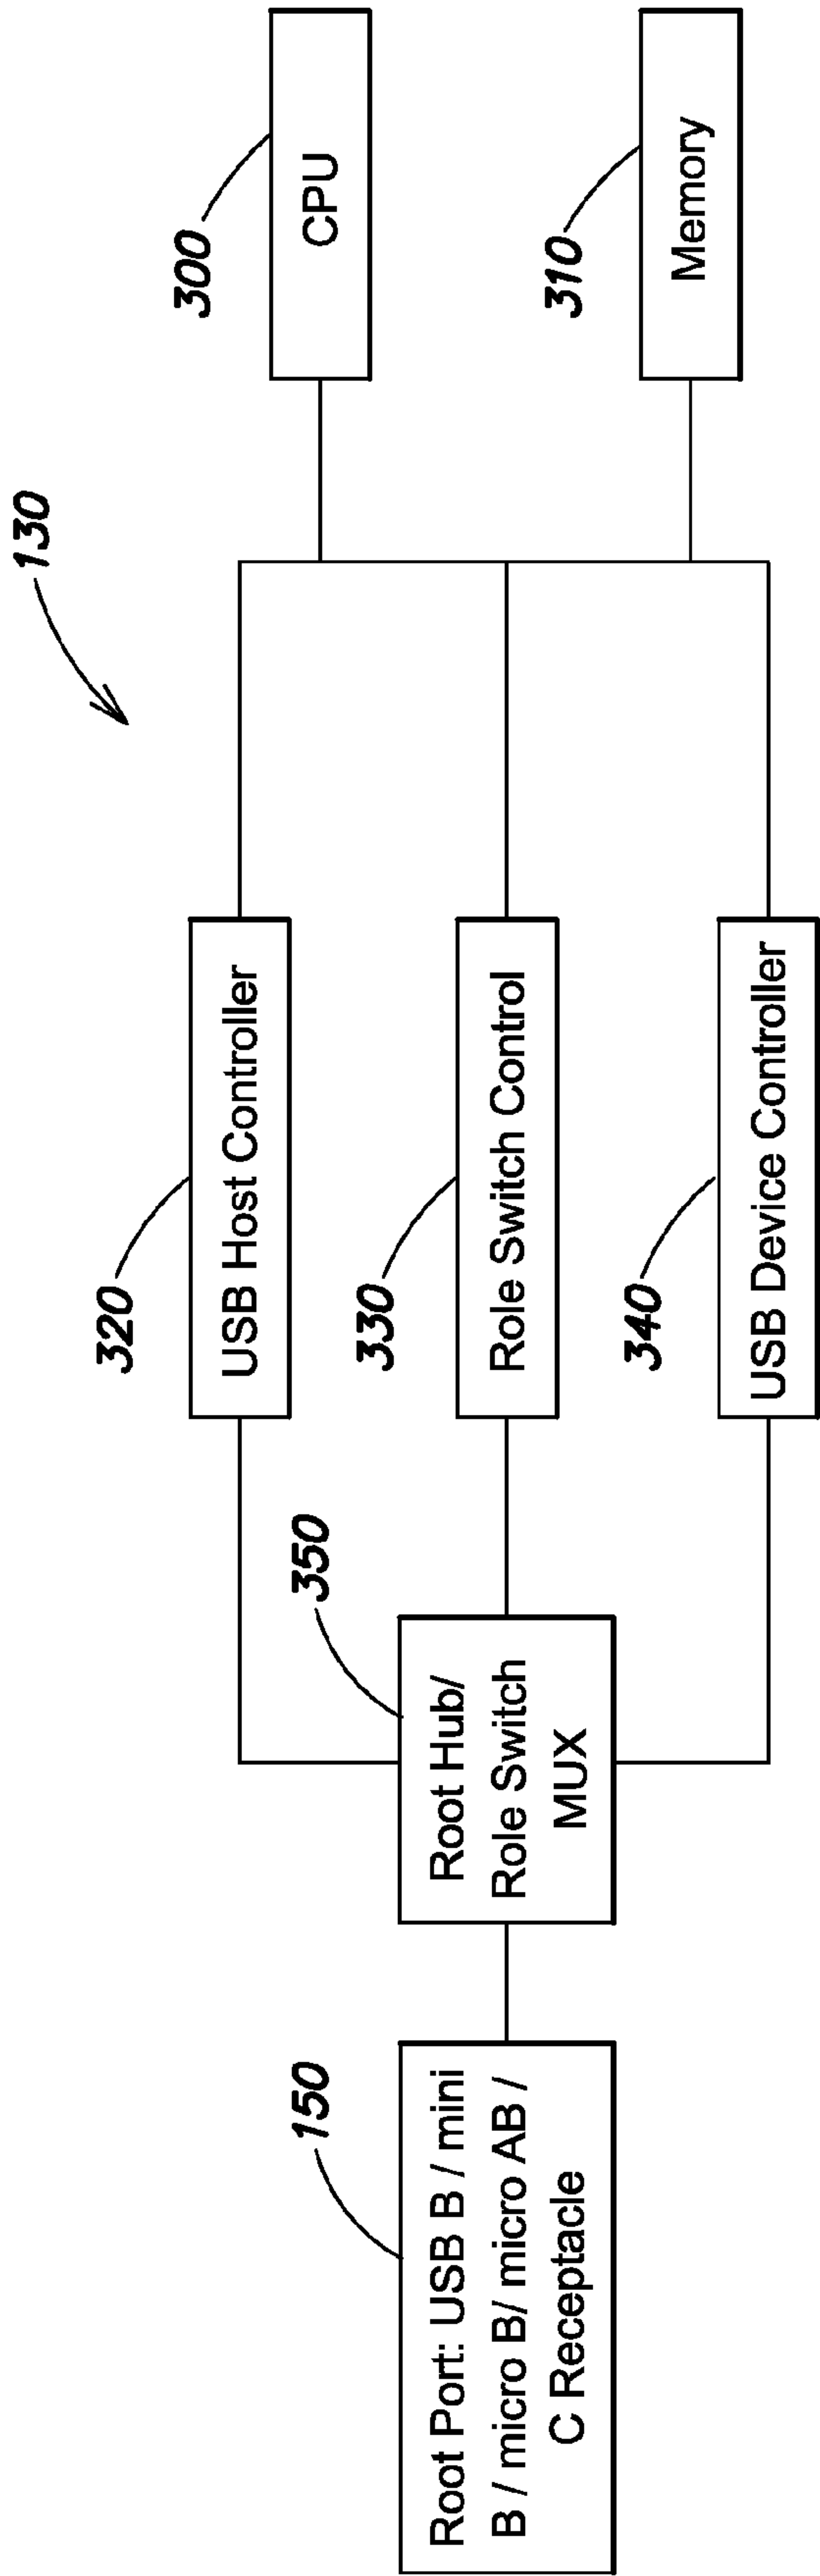 130
300
CPU
310
Memory
320
USB Host Controller
330
Role Switch Control
340
USB Device Controller
350
Root Hub/
Role Switch
MUX
150
Root Port: USB B / mini
B / micro B/ micro AB /
C Receptacle